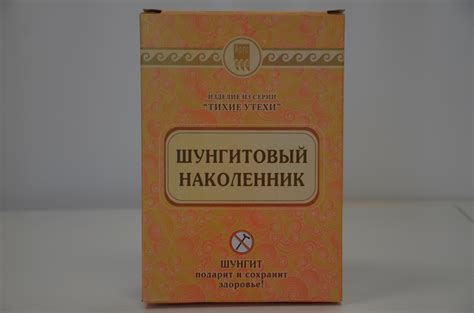 ИЗДЕЛИЕ ИЗ СЕРИИ
"ТИХИЕ УТЕХИ"
ШУНГИТОВЫЙ
НАКОЛЕННИК
ШУНГИТ
подарит и сохранит
здоровье!